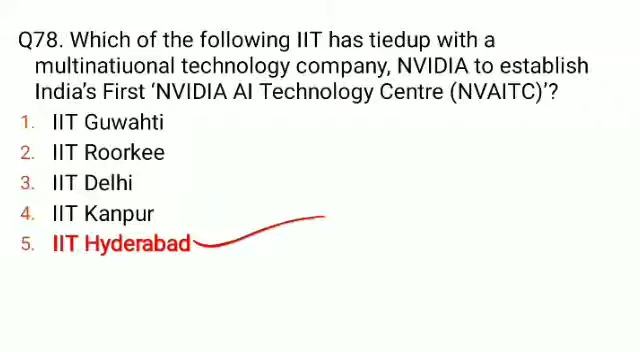 Q78. Which of the following IIT has tiedup with a
multinatiuonal technology company, NVIDIA to establish
India's First ‘NVIDIA AI Technology Centre (NVAITC)’?
1. IIT Guwahti
2. IIT Roorkee
3. IIT Delhi
4. IIT Kanpur
5. IIT Hyderabad